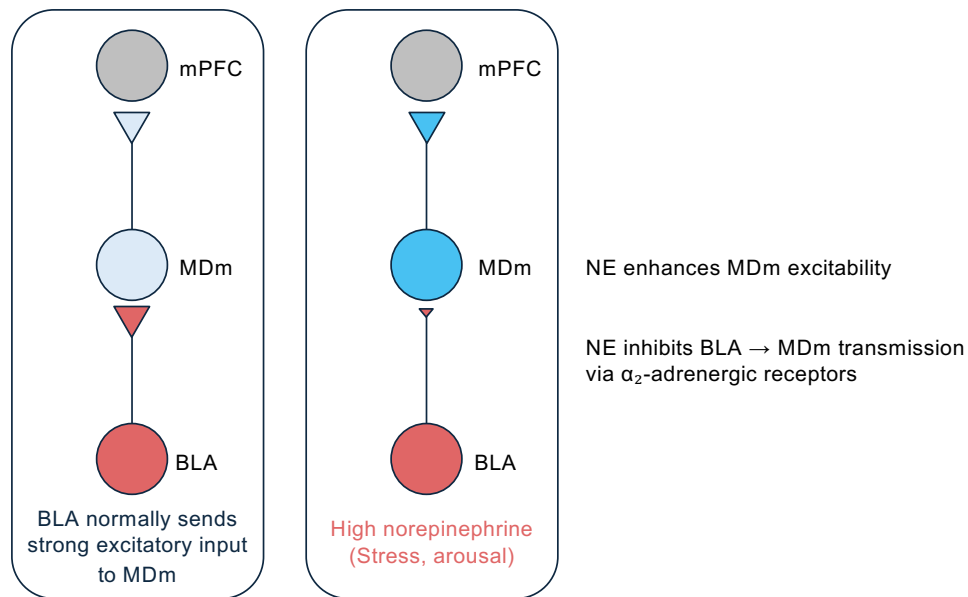 mPFC
MDm
BLA
BLA normally sends
strong excitatory input
to MDm
mPFC
MDm
BLA
High norepinephrine
(Stress, arousal)
NE enhances MDm excitability
NE inhibits BLA → MDm transmission
via α₂-adrenergic receptors